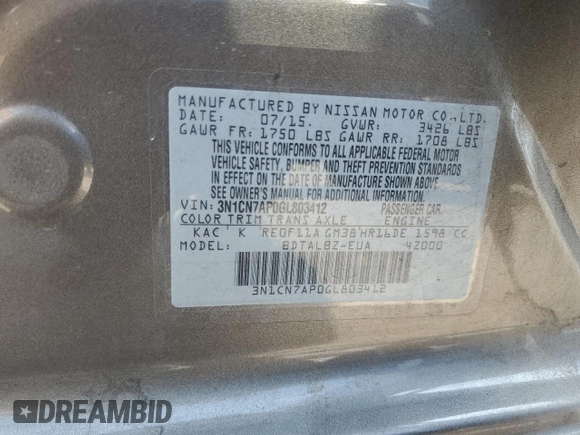 MANUFACTURED BY NISSAN MOTOR CO.,LTD.
DATE: 07/15. GVWR: 3426 LBS
GAWR FR: 1750 LBS GAWR RR: 1708 LBS
THIS VEHICLE CONFORMS TO ALL APPLICABLE FEDERAL MOTOR
VEHICLE SAFETY, BUMPER AND THEFT PREVENTION STANDARDS
IN EFFECT ON THE DATE OF MANUFACTURE SHOWN ABOVE.
SEE OWNER'S MANUAL FOR ADDITIONAL INFORMATION.
VIN: 3N1CN7AP0GL803412 PASSENGER CAR.
COLOR TRIM TRANS AXLE ENGINE
KAC' K RE0F11A GM38'HR16DE 1598 CC
MODEL: BDTALBZ-EUA 42000
3N1CN7AP0GL803412
DREAMBID